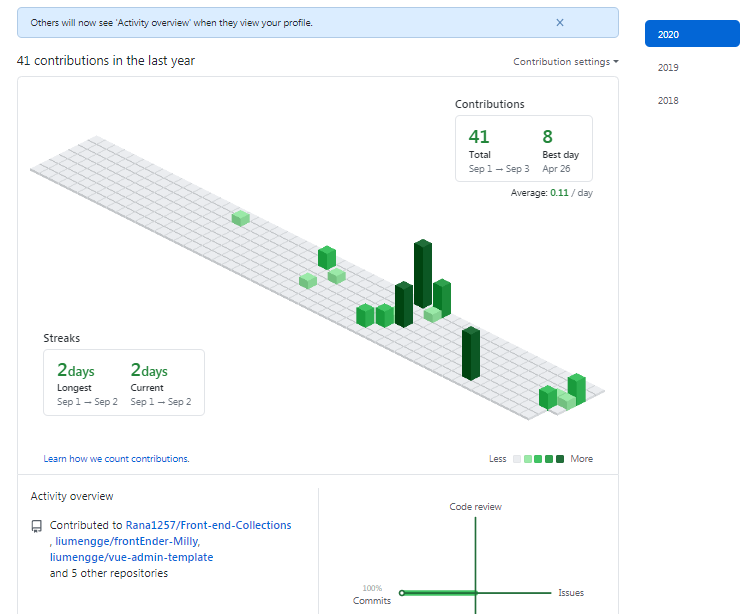 Others will now see 'Activity overview' when they view your profile.
2020
2019
2018
41 contributions in the last year
Contribution settings
Contributions
41
8
Total
Best day
Sep 1 → Sep 3
Apr 26
Average: 0.11 / day
Streaks
2days
2days
Longest
Current
Sep 1 → Sep 2
Sep 1 → Sep 2
Learn how we count contributions.
Less
More
Activity overview
Contributed to Rana1257/Front-end-Collections
, liumengge/frontEnder-Milly,
liumengge/vue-admin-template
and 5 other repositories
Code review
100%
Commits
Issues